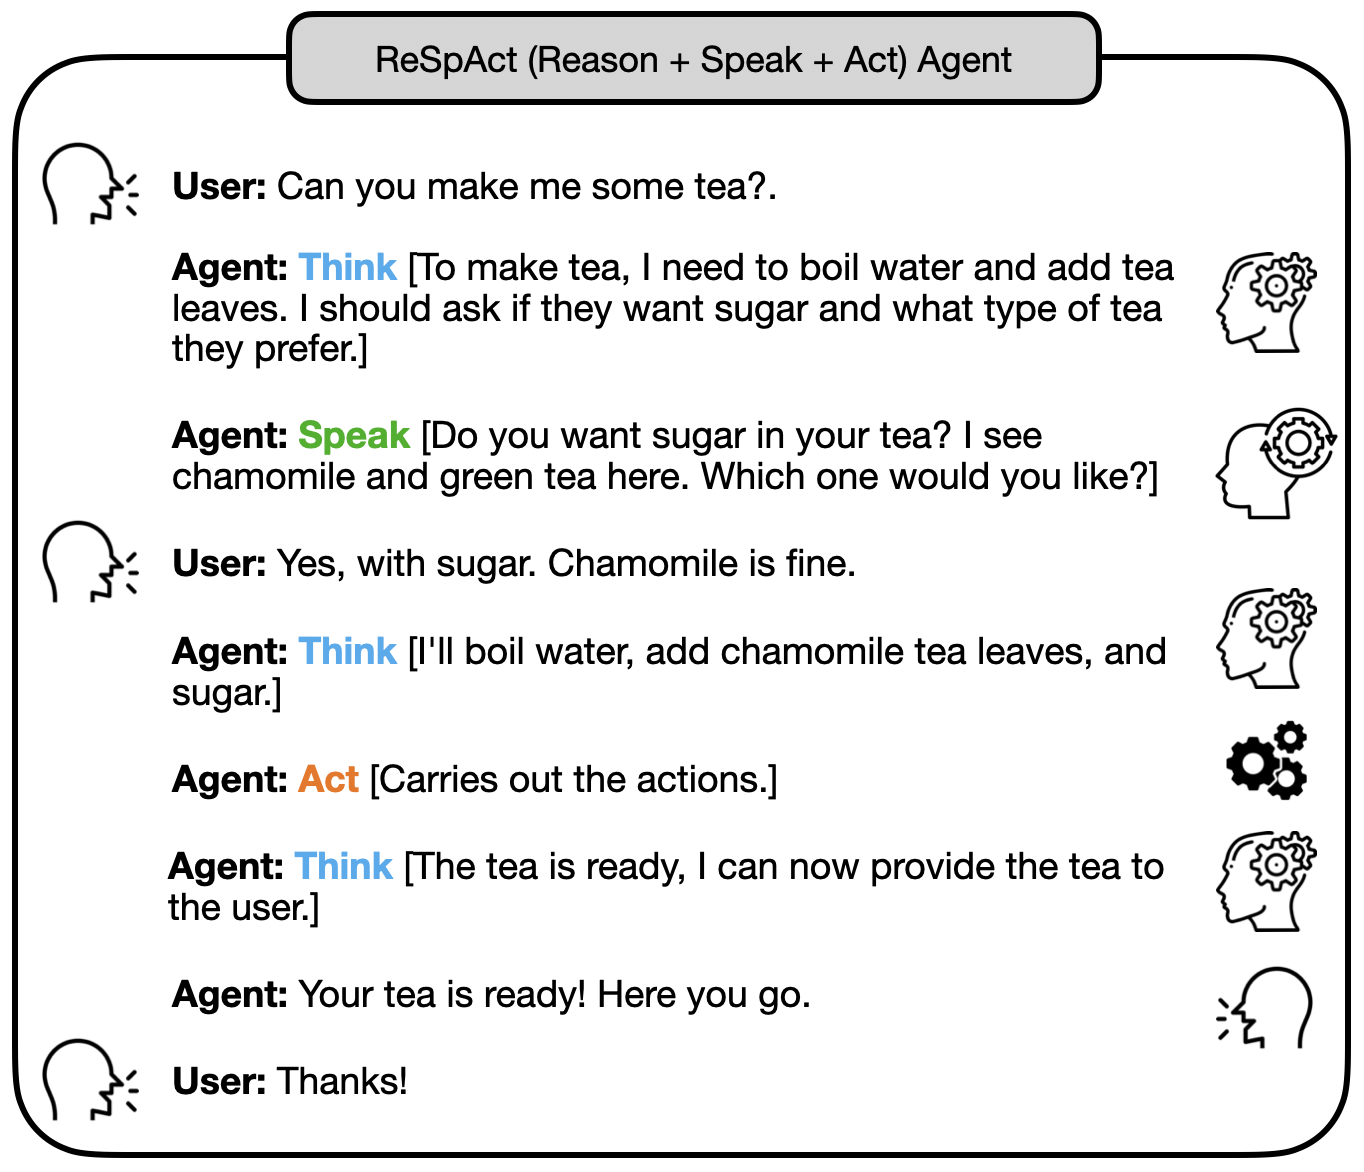 ReSpAct (Reason + Speak + Act) Agent
User: Can you make me some tea?.
Agent: Think [To make tea, I need to boil water and add tea
leaves. I should ask if they want sugar and what type of tea
they prefer.]
Agent: Speak [Do you want sugar in your tea? I see
chamomile and green tea here. Which one would you like?]
User: Yes, with sugar. Chamomile is fine.
Agent: Think [I'll boil water, add chamomile tea leaves, and
sugar.]
Agent: Act [Carries out the actions.]
Agent: Think [The tea is ready, I can now provide the tea to
the user.]
Agent: Your tea is ready! Here you go.
User: Thanks!